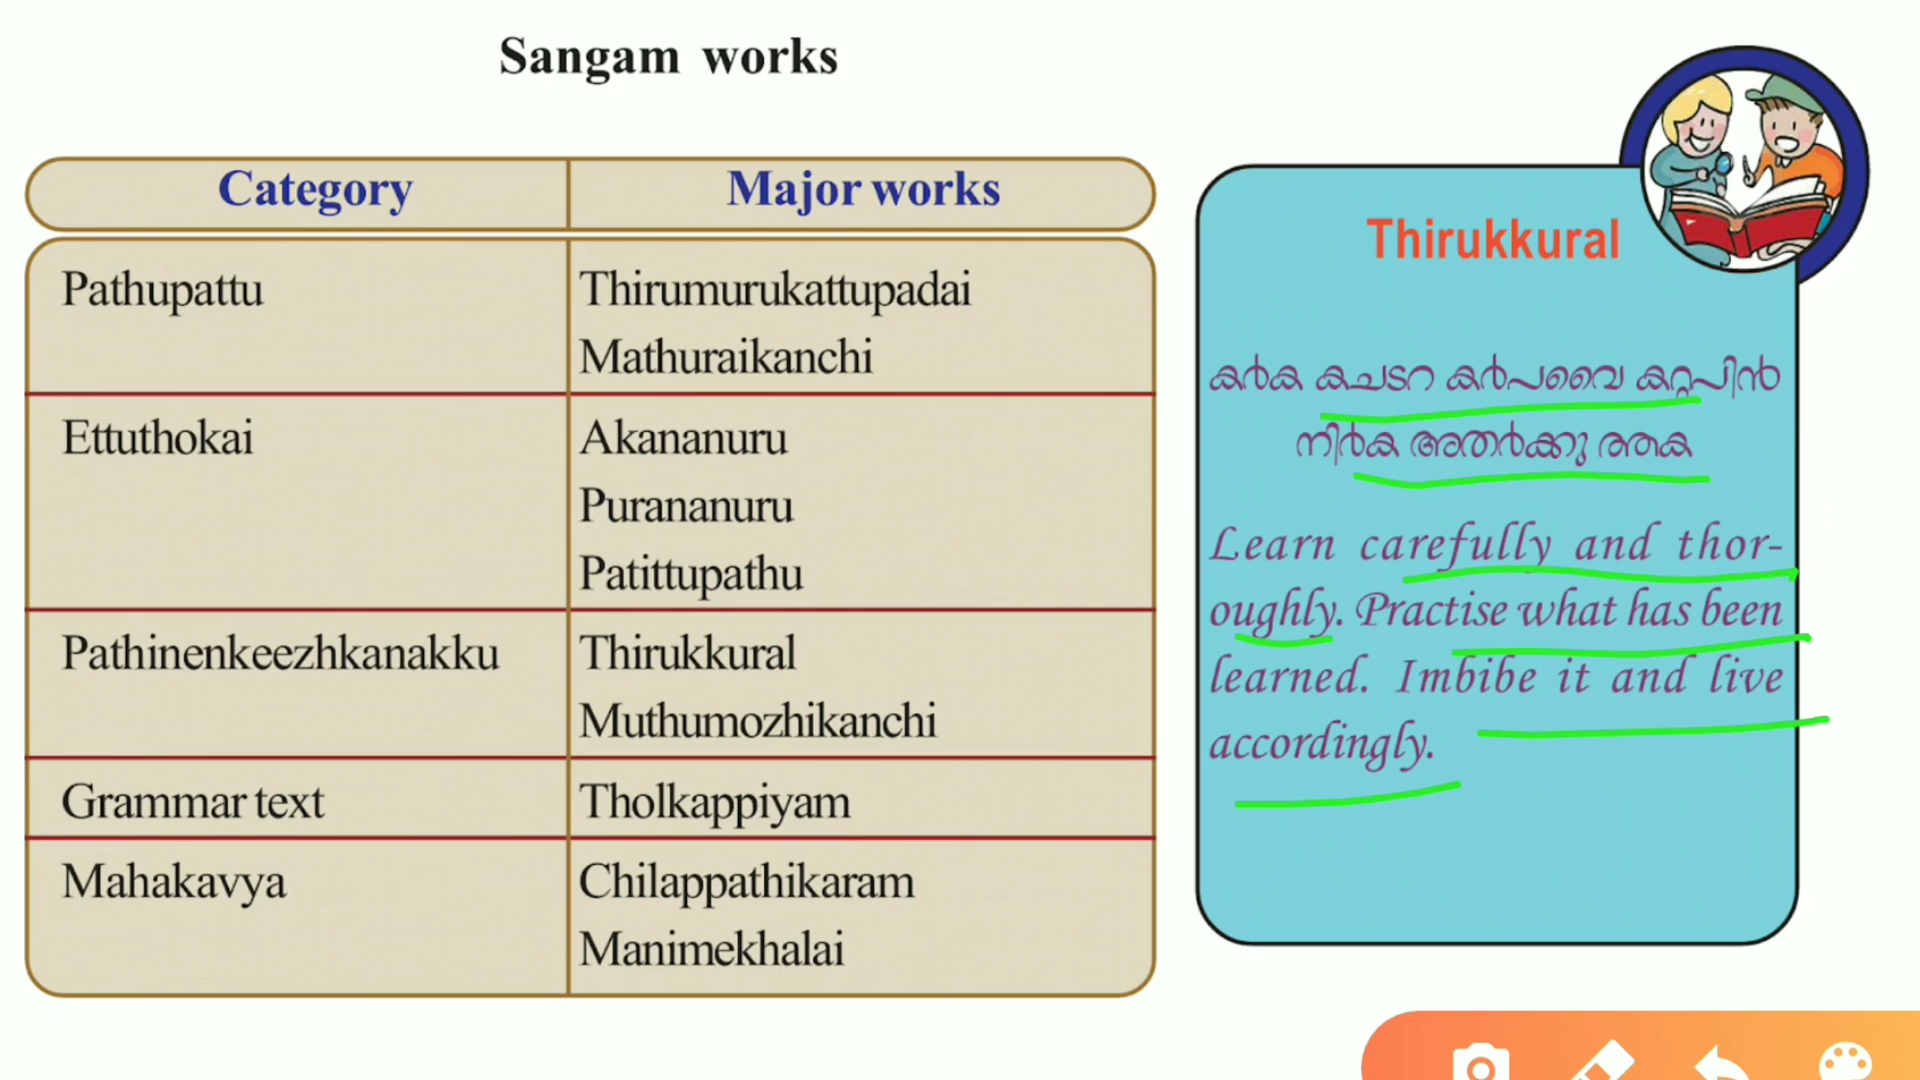 Sangam works
Category Major works
Pathupattu Thirumurukattupadai
Mathuraikanchi
Ettuthokai Akananuru
Purananuru
Patittupathu
Pathinenkeezhkanakku Thirukkural
Muthumozhikanchi
Grammar text Tholkappiyam
Mahakavya Chilappathikaram
Manimekhalai
Thirukkural
കർക കചടറ കർപവൈ കറ്റപിൻ
നിർക അതർക്കു ത്തക
Learn carefully and thor-
oughly. Practise what has been
learned. Imbibe it and live
accordingly.